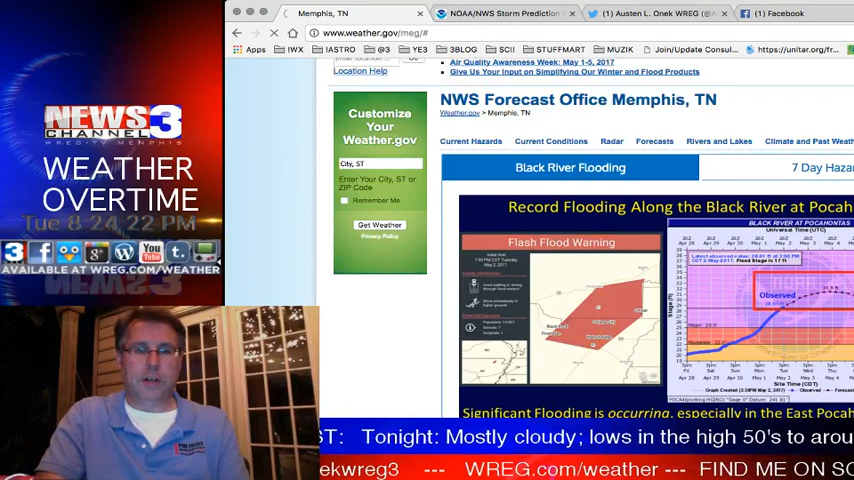 Memphis, TN
NOAA/NWS Storm Prediction
(1) Austen L. Onek WREG (@A
(1) Facebook
www.weather.gov/meg/#
Apps
!WX
!ASTRO
@3
YE3
3BLOG
SC!
STUFFMART
MUZIK
Join/Update Consul...
https://unitar.org/fr...
Location Help
Go
Air Quality Awareness Week: May 1-5, 2017
Give Us Your Input on Simplifying Our Winter and Flood Products
NWS Forecast Office Memphis, TN
Weather.gov > Memphis, TN
Current Hazards
Current Conditions
Radar
Forecasts
Rivers and Lakes
Climate and Past Weath
Black River Flooding
7 Day Hazar
Customize
Your
Weather.gov
City, ST
Enter Your City, ST or
ZIP Code
Remember Me
Get Weather
Privacy Policy
Record Flooding Along the Black River at Pocah
Flash Flood Warning
BLACK RIVER AT POCAHONTAS
Universal Time (UTC)
Observed
Stage (ft)
Site Time (CDT)
Significant Flooding is occurring, especially in the East Pocah
NEWS
CHANNEL 3
WREG-TV MEMPHIS
WEATHER
OVERTIME
Tue 8:24:22 PM
AVAILABLE AT WREG.COM/WEATHER
ST: Tonight: Mostly cloudy; lows in the high 50's to arou
ekwreg3 --- WREG.com/weather --- FIND ME ON SO